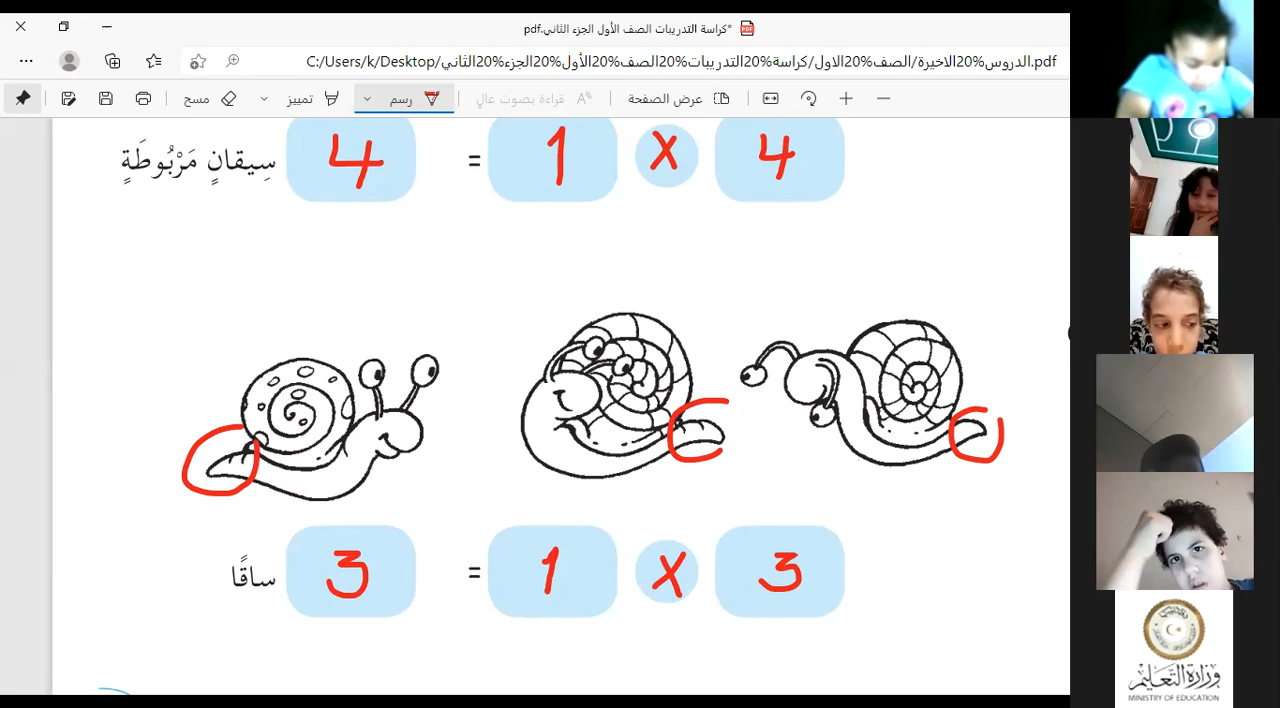 كراسة التدريبات الصف الأول الجزء الثاني.pdf*
C:/Users/k/Desktop/الدروس%20الاخيرة/الصف%20الاول/كراسة%20التدريبات%20الصف%20الأول%20الجزء%20الثاني.pdf
عرض الصفحة قراءة بصوت عالٍ رسم تمييز مسح
4 X 1 = 4 سِيقانٍ مَرْبُوطَةٍ
3 X 1 = 3 ساقًا
وزارة التعليم
MINISTRY OF EDUCATION